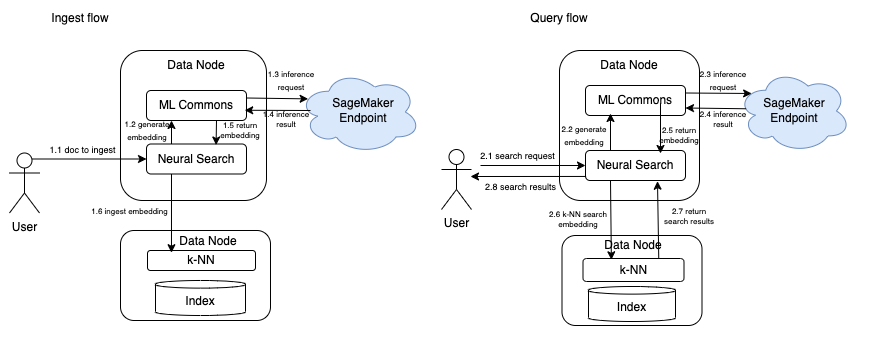 Ingest flow
Data Node
ML Commons
1.3 inference
request
1.4 inference
result
SageMaker
Endpoint
1.2 generate
embedding
1.5 return
embedding
1.1 doc to ingest
Neural Search
User
1.6 ingest embedding
Data Node
k-NN
Index
Query flow
Data Node
ML Commons
2.3 inference
request
2.4 inference
result
SageMaker
Endpoint
2.2 generate
embedding
2.5 return
embedding
2.1 search request
Neural Search
2.8 search results
User
2.6 k-NN search
embedding
2.7 return
search results
Data Node
k-NN
Index